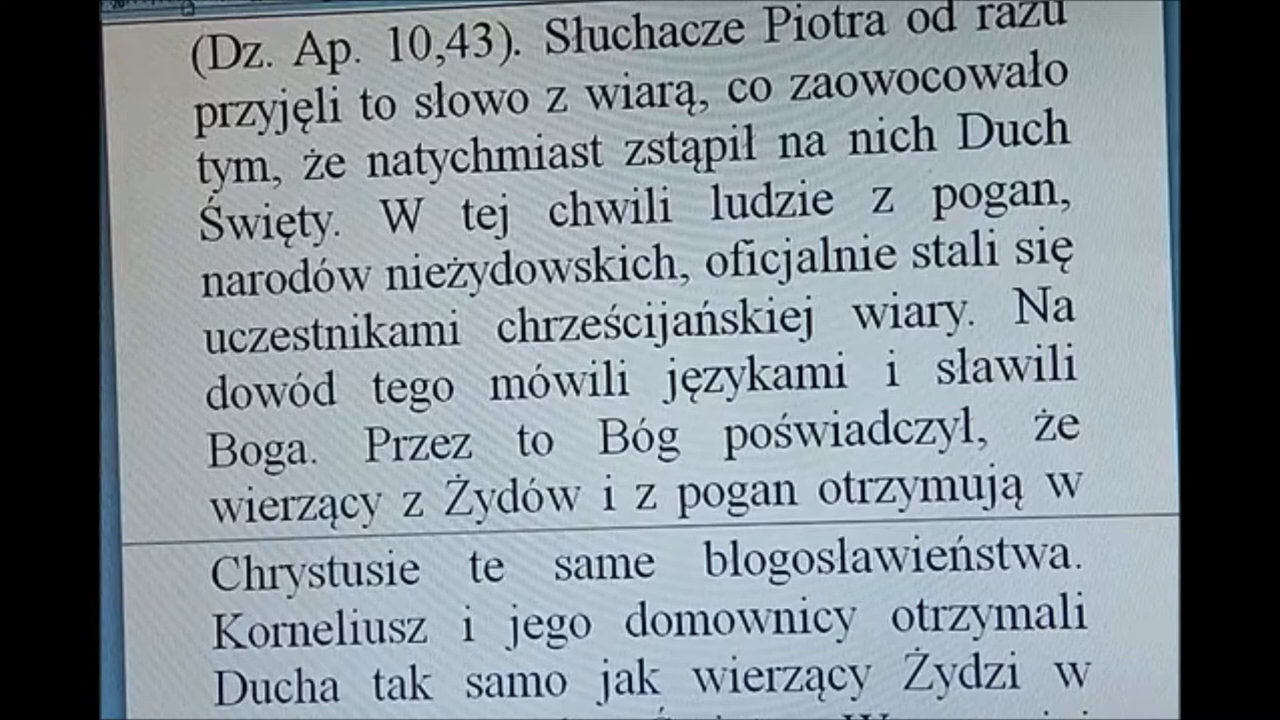 (Dz. Ap. 10,43). Słuchacze Piotra od razu
przyjęli to słowo z wiarą, co zaowocowało
tym, że natychmiast zstąpił na nich Duch
Święty. W tej chwili ludzie z pogan,
narodów nieżydowskich, oficjalnie stali się
uczestnikami chrześcijańskiej wiary. Na
dowód tego mówili językami i sławili
Boga. Przez to Bóg poświadczył, że
wierzący z Żydów i z pogan otrzymują w
Chrystusie te same błogosławieństwa.
Korneliusz i jego domownicy otrzymali
Ducha tak samo jak wierzący Żydzi w